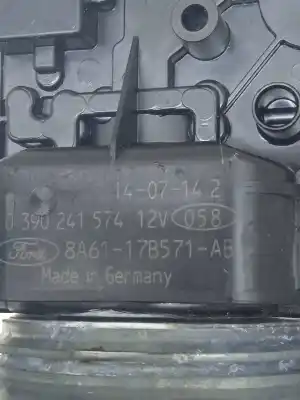 14-07-14 2
0 390 241 574 12V 058
Ford 8A61-17B571-AB
Made in Germany